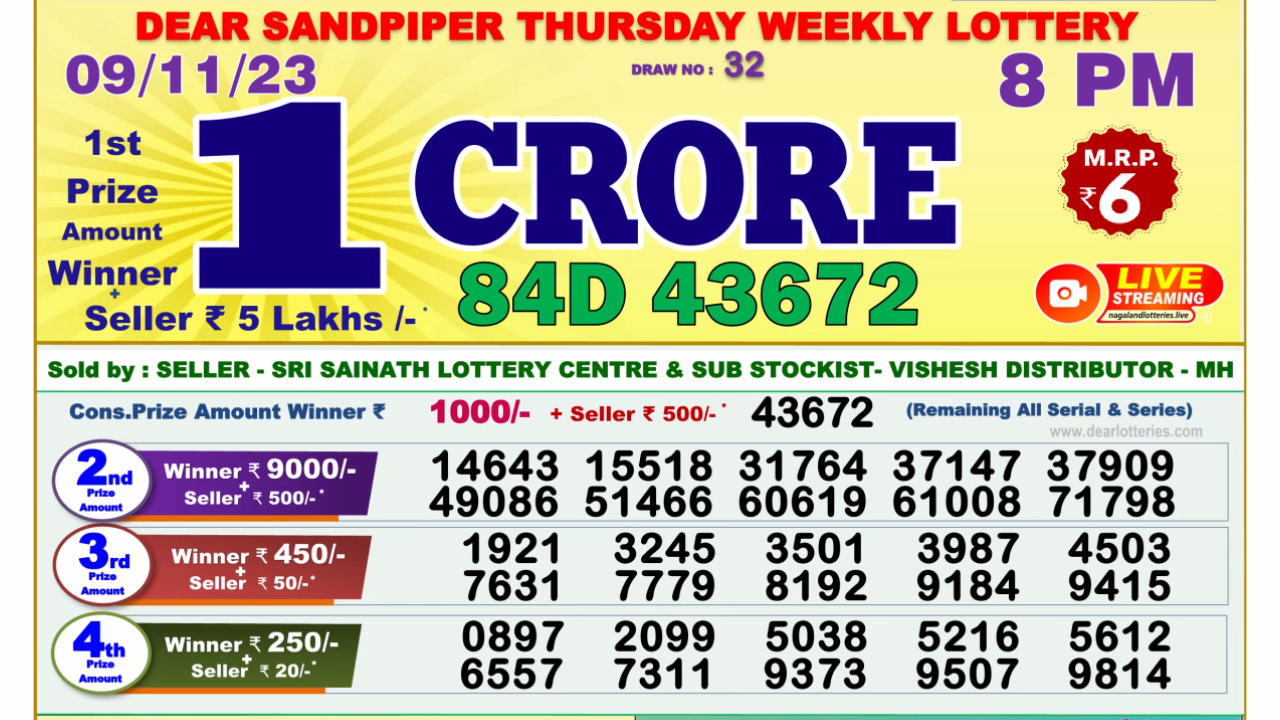 DEAR SANDPIPER THURSDAY WEEKLY LOTTERY
09/11/23
DRAW NO : 32
8 PM
1st
Prize
Amount
Winner
+
Seller ₹ 5 Lakhs /-*
1 CRORE
84D 43672
M.R.P.
₹6
LIVE
STREAMING
nagalandlotteries.live
Sold by : SELLER - SRI SAINATH LOTTERY CENTRE & SUB STOCKIST- VISHESH DISTRIBUTOR - MH
Cons.Prize Amount Winner ₹ 1000/- + Seller ₹ 500/-* 43672 (Remaining All Serial & Series)
www.dearlotteries.com
2nd
Prize
Amount
Winner ₹ 9000/-
+
Seller ₹ 500/-*
14643 15518 31764 37147 37909
49086 51466 60619 61008 71798
3rd
Prize
Amount
Winner ₹ 450/-
+
Seller ₹ 50/-*
1921 3245 3501 3987 4503
7631 7779 8192 9184 9415
4th
Prize
Amount
Winner ₹ 250/-
+
Seller ₹ 20/-*
0897 2099 5038 5216 5612
6557 7311 9373 9507 9814